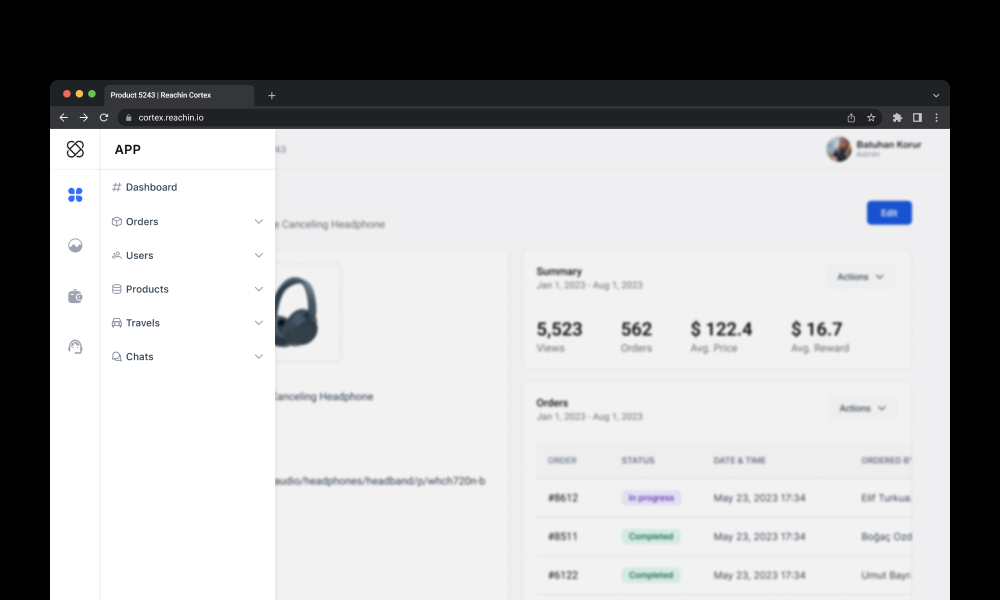 Product 5243 | Reachin Cortex
cortex.reachin.io
APP
Dashboard
Orders
Users
Products
Travels
Chats
43
Batuhan Korur
Admin
Canceling Headphone
Edit
Canceling Headphone
audio/headphones/headband/p/whch720n-b
Summary
Jan 1, 2023 - Aug 1, 2023
Actions
5,523 562 $ 122.4 $ 16.7
Views Orders Avg. Price Avg. Reward
Orders
Jan 1, 2023 - Aug 1, 2023
Actions
ORDER STATUS DATE & TIME ORDERED B
#8612 In progress May 23, 2023 17:34 Elif Turkua
#8511 Completed May 23, 2023 17:34 Boğaç Ozd
#6122 Completed May 23, 2023 17:34 Umut Bayr